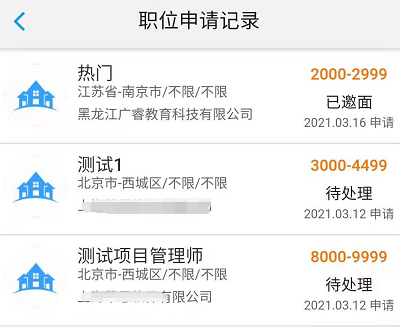 职位申请记录
热门
2000-2999
江苏省-南京市/不限/不限
已邀面
黑龙江广睿教育科技有限公司
2021.03.16 申请
测试1
3000-4499
北京市-西城区/不限/不限
待处理
2021.03.12 申请
测试项目管理师
8000-9999
北京市-西城区/不限/不限
待处理
有限公司
2021.03.12 申请